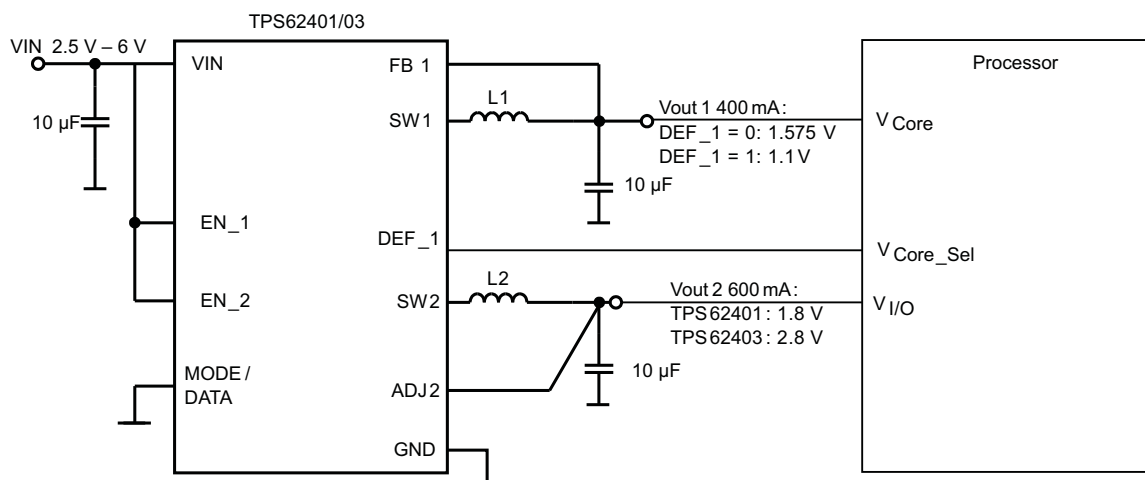 TPS62401/03
VIN 2.5 V – 6 V
VIN
FB 1
Processor
L1
10 µF
SW1
Vout 1 400 mA:
V Core
DEF_1 = 0: 1.575 V
DEF_1 = 1: 1.1 V
10 µF
EN_1
DEF_1
V Core_Sel
L2
EN_2
SW2
Vout 2 600 mA:
V I/O
TPS62401: 1.8 V
TPS62403: 2.8 V
10 µF
MODE/
DATA
ADJ2
GND